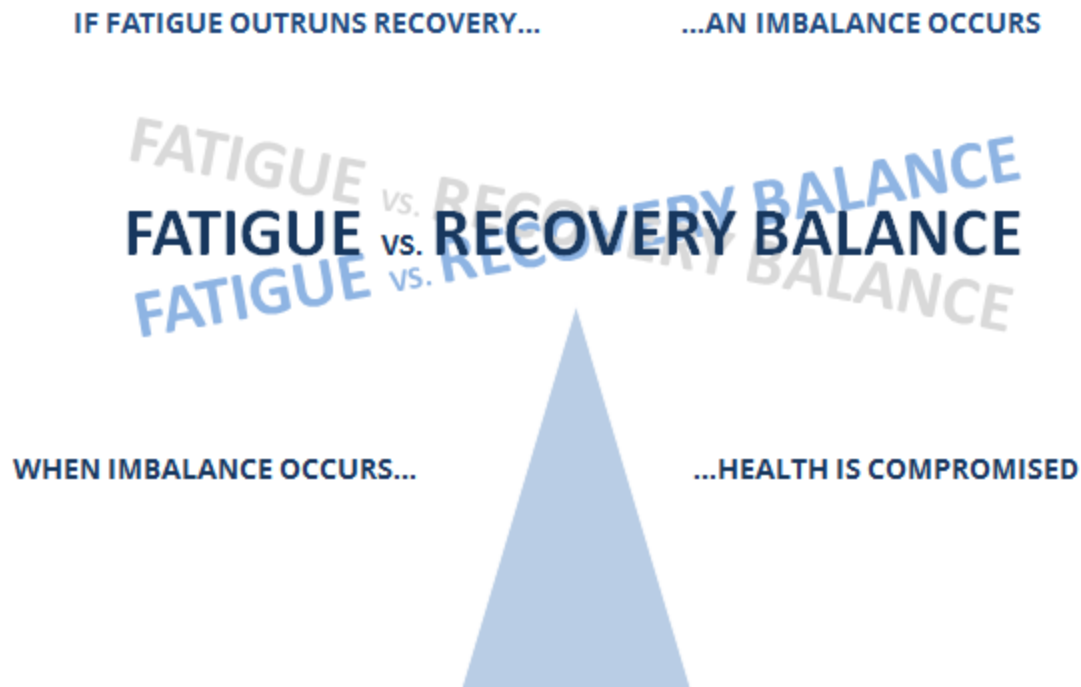 IF FATIGUE OUTRUNS RECOVERY...
...AN IMBALANCE OCCURS
FATIGUE vs. RECOVERY BALANCE
FATIGUE vs. RECOVERY BALANCE
FATIGUE vs. RECOVERY BALANCE
WHEN IMBALANCE OCCURS...
...HEALTH IS COMPROMISED